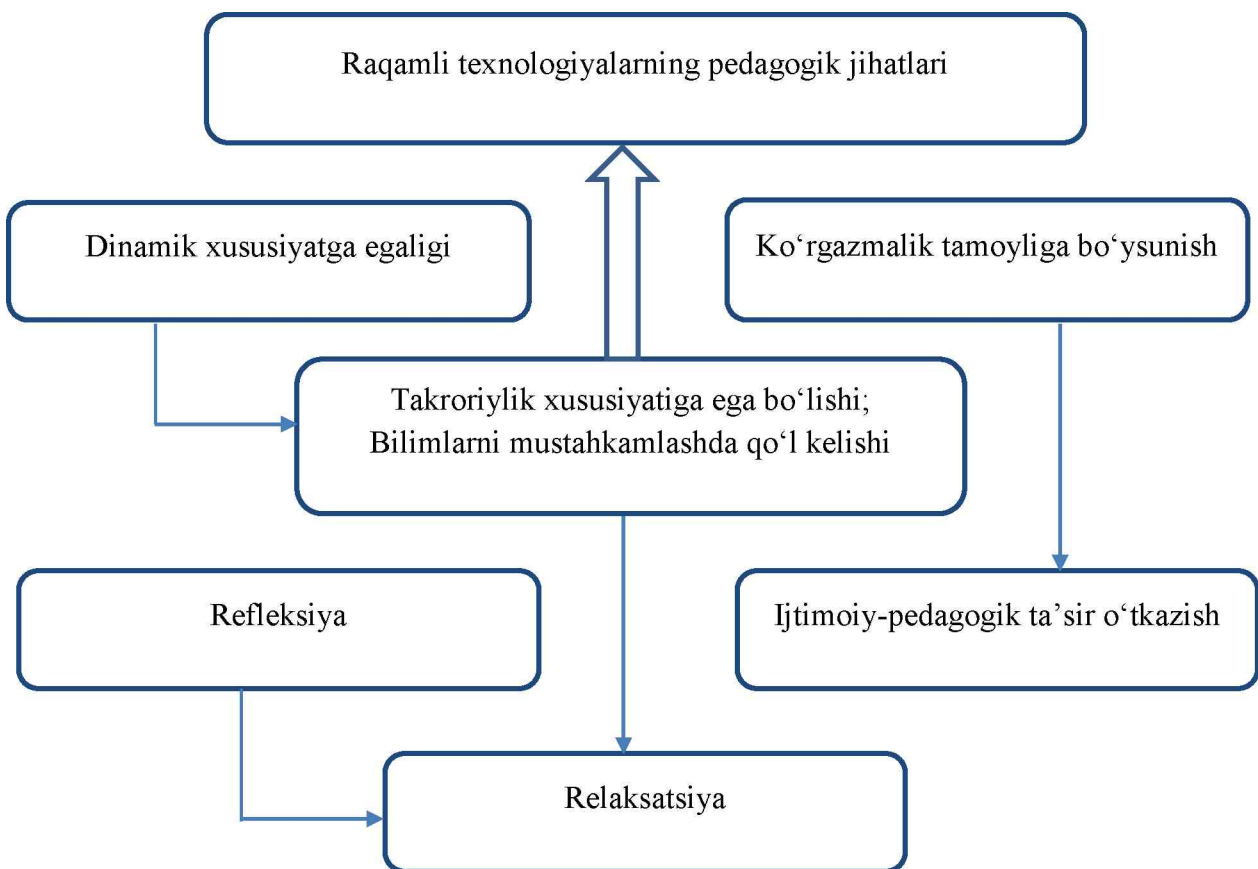 Raqamli texnologiyalarning pedagogik jihatlari
Dinamik xususiyatga egaligi
Ko‘rgazmalik tamoyliga bo‘ysunish
Takroriylik xususiyatiga ega bo‘lishi;
Bilimlarni mustahkamlashda qo‘l kelishi
Refleksiya
Ijtimoiy-pedagogik ta’sir o‘tkazish
Relaksatsiya